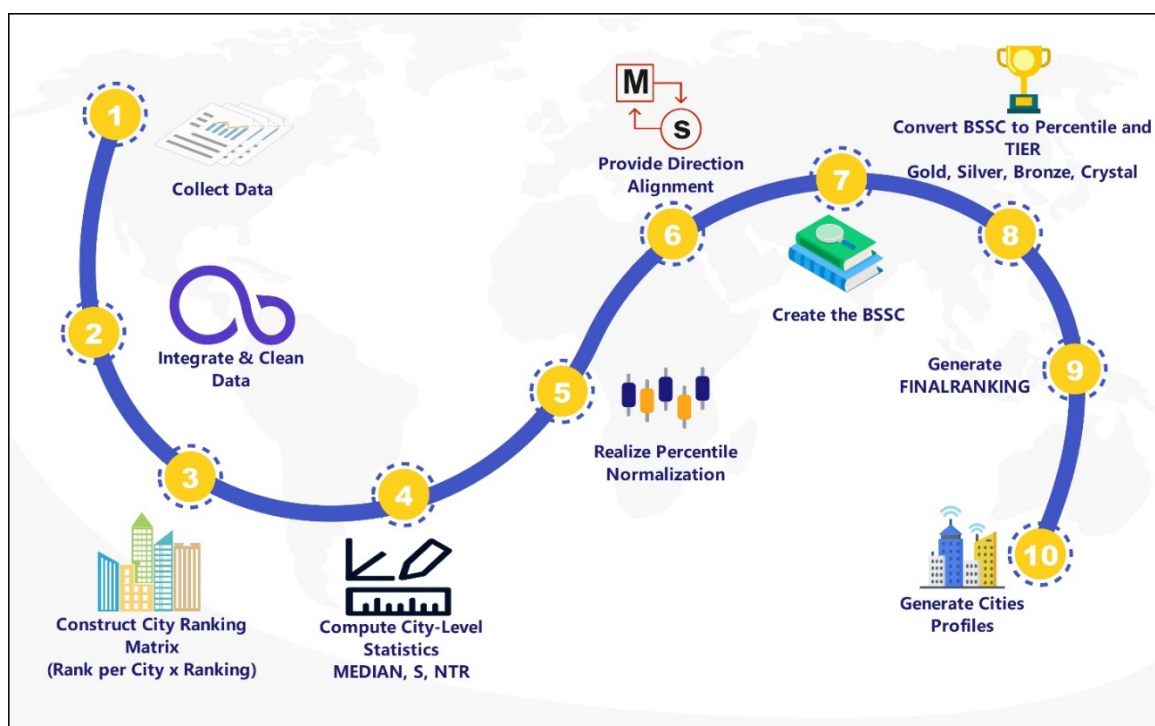 1
Collect Data
2
Integrate & Clean
Data
3
Construct City Ranking
Matrix
(Rank per City x Ranking)
4
Compute City-Level
Statistics
MEDIAN, S, NTR
5
Realize Percentile
Normalization
M
S
Provide Direction
Alignment
6
7
Create the BSSC
Convert BSSC to Percentile and
TIER
Gold, Silver, Bronze, Crystal
8
Generate
FINALRANKING
9
10
Generate Cities
Profiles